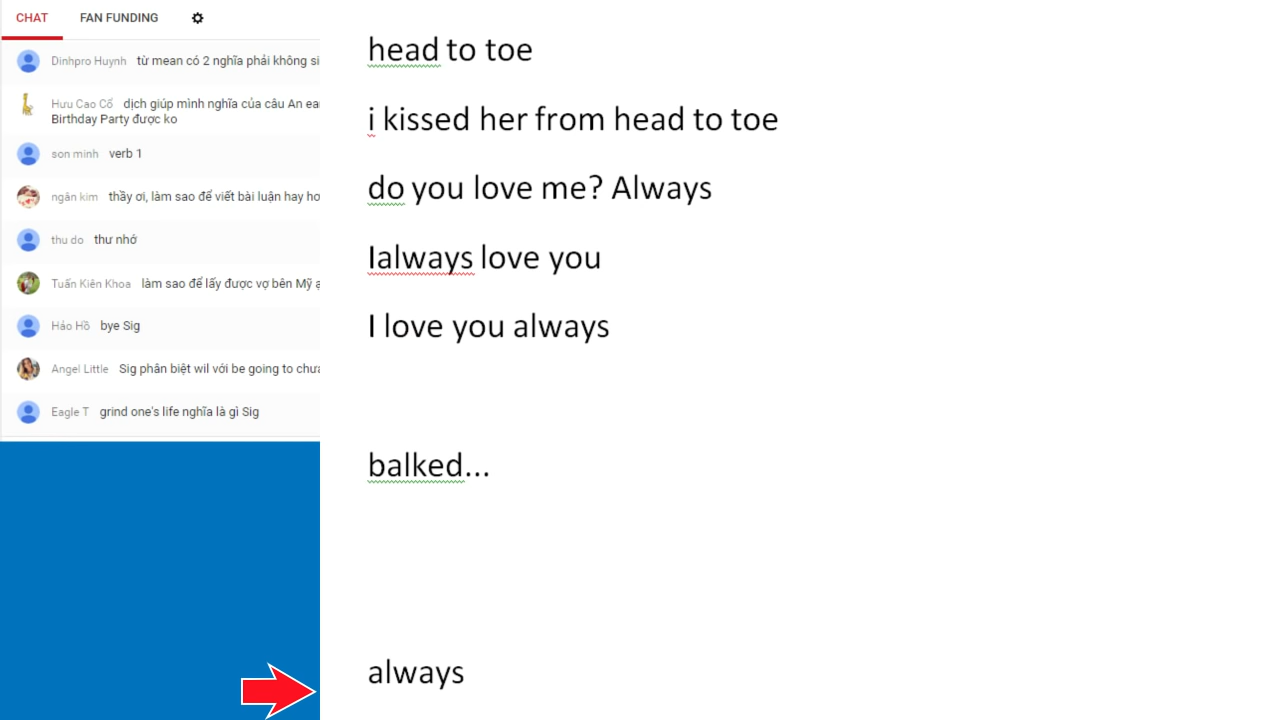 CHAT FAN FUNDING
Dinhpro Huynh từ mean có 2 nghĩa phải không si
Hưu Cao Cổ dịch giúp mình nghĩa của câu An ear
Birthday Party được ko
son minh verb 1
ngân kim thầy ơi, làm sao để viết bài luận hay ho
thu do thư nhớ
Tuấn Kiên Khoa làm sao để lấy được vợ bên Mỹ ạ
Hảo Hồ bye Sig
Angel Little Sig phân biệt wil với be going to chưa
Eagle T grind one's life nghĩa là gì Sig
head to toe
i kissed her from head to toe
do you love me? Always
Ialways love you
I love you always
balked...
always